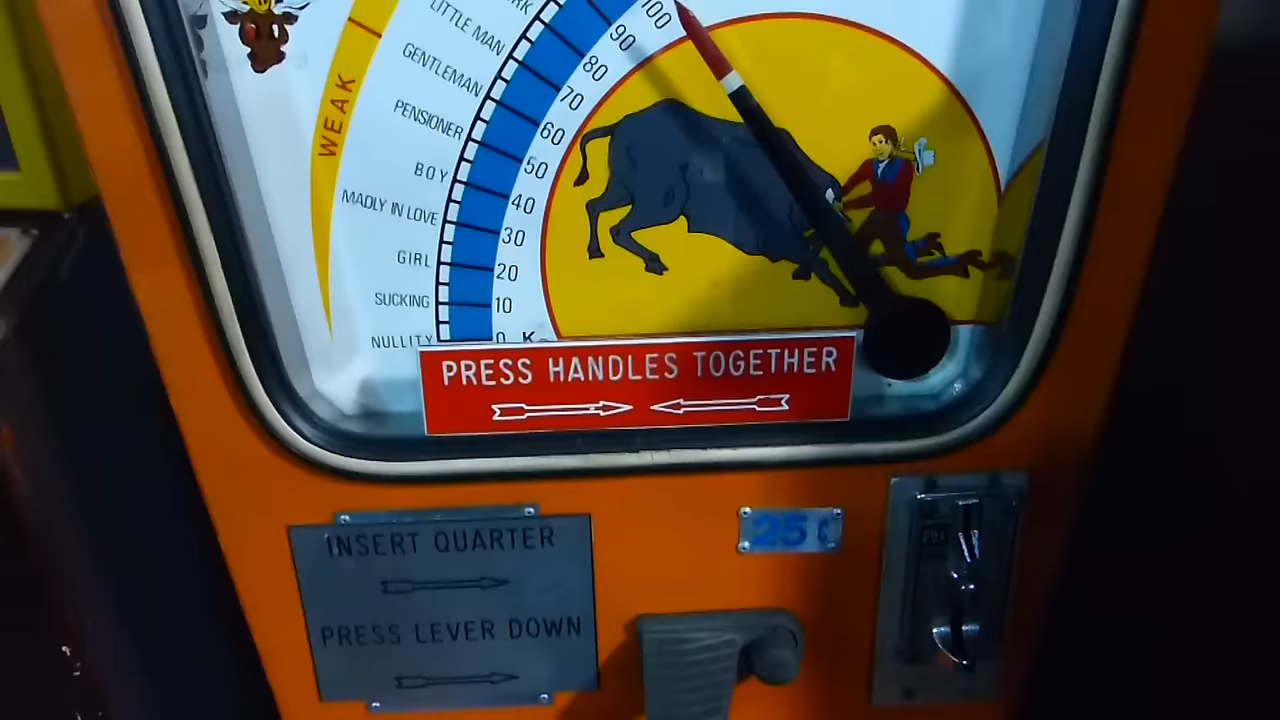 100
LITTLE MAN
90
GENTLEMAN
80
WEAK
70
PENSIONER
60
BOY
50
MADLY IN LOVE
40
30
GIRL
20
SUCKING
10
NULLITY
0
PRESS HANDLES TOGETHER
INSERT QUARTER
25¢
PRESS LEVER DOWN